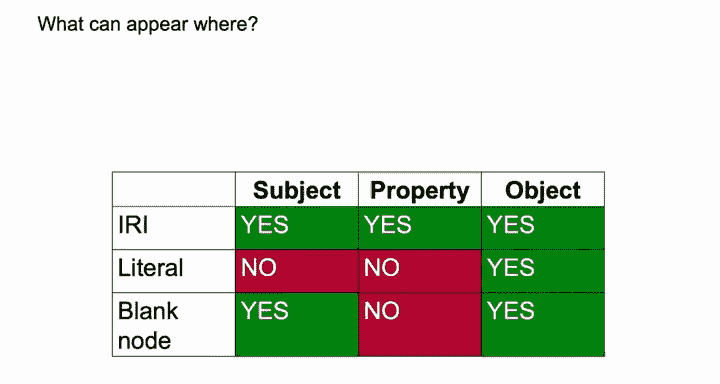 What can appear where?
Subject Property Object
IRI YES YES YES
Literal NO NO YES
Blank YES NO YES
node